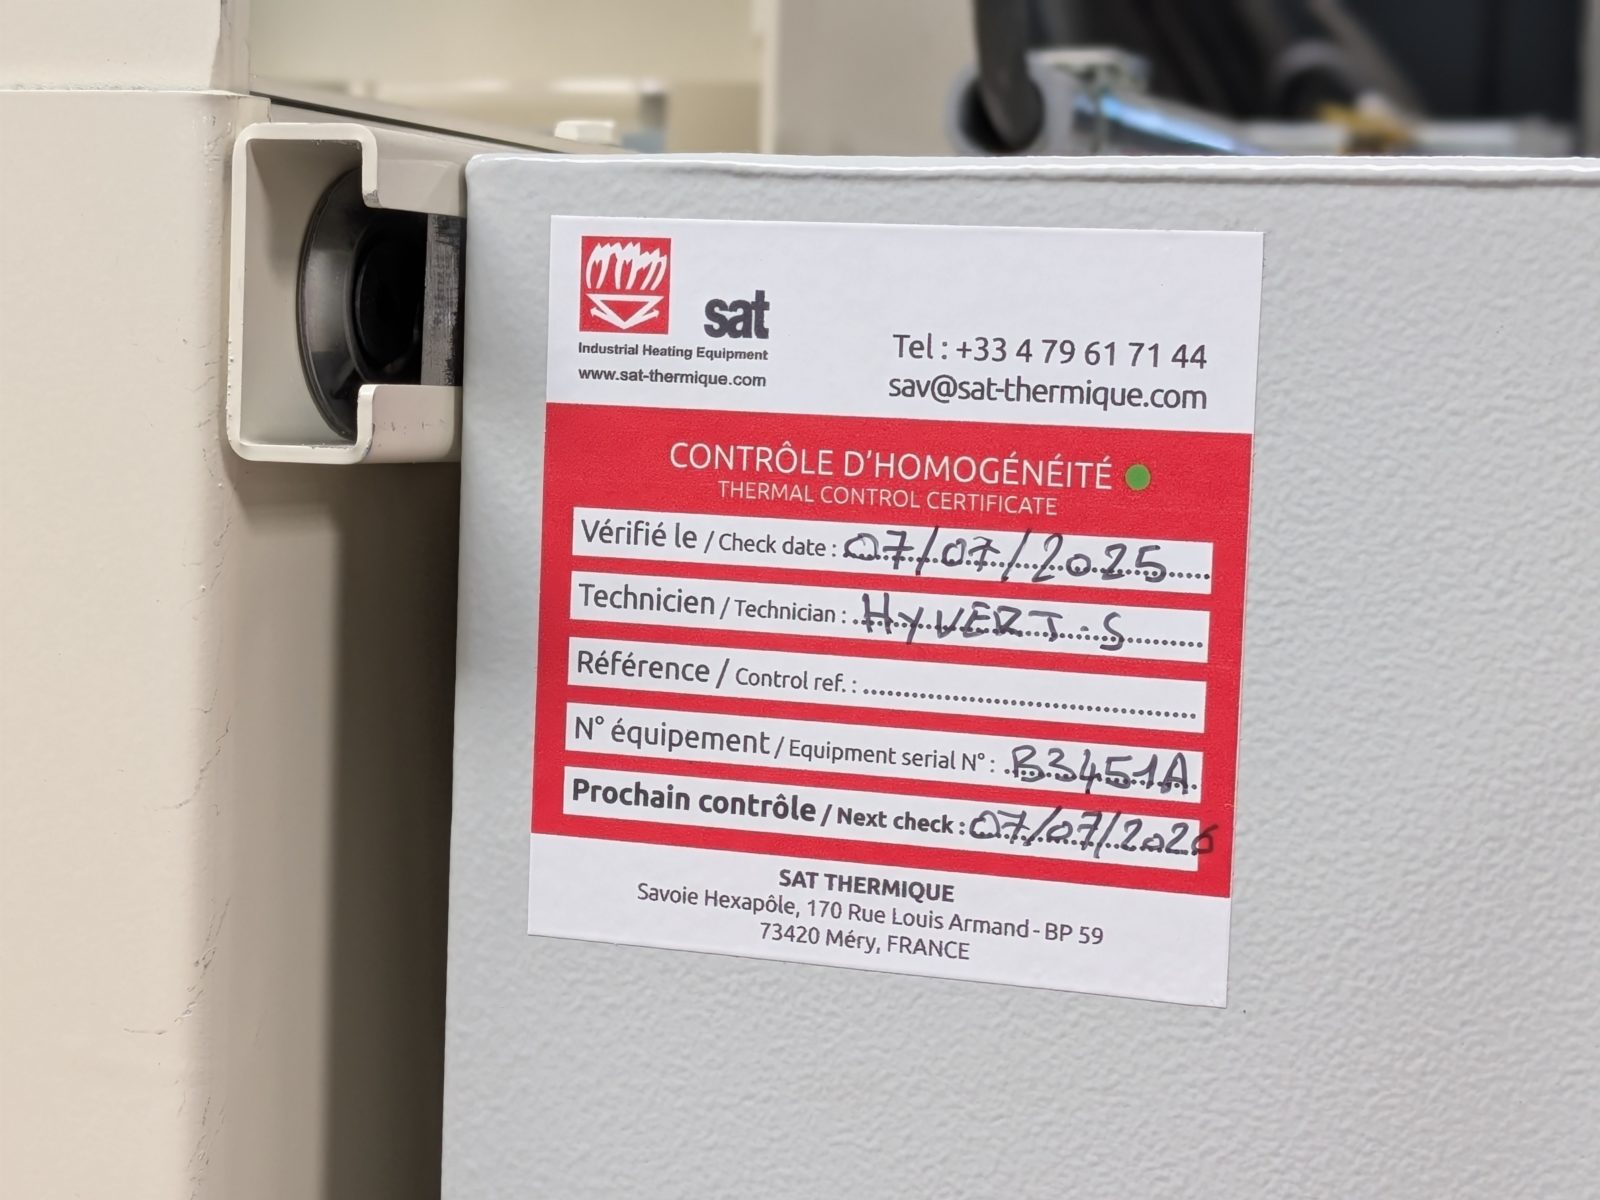 sat
Industrial Heating Equipment
www.sat-thermique.com
Tel : +33 4 79 61 71 44
sav@sat-thermique.com
CONTRÔLE D'HOMOGÉNÉITÉ
THERMAL CONTROL CERTIFICATE
Vérifié le / Check date : 07/07/2025
Technicien / Technician : HYVERT.S
Référence / Control ref. :
N° équipement / Equipment serial N° : B3451A
Prochain contrôle / Next check : 07/07/2026
SAT THERMIQUE
Savoie Hexapôle, 170 Rue Louis Armand - BP 59
73420 Méry, FRANCE